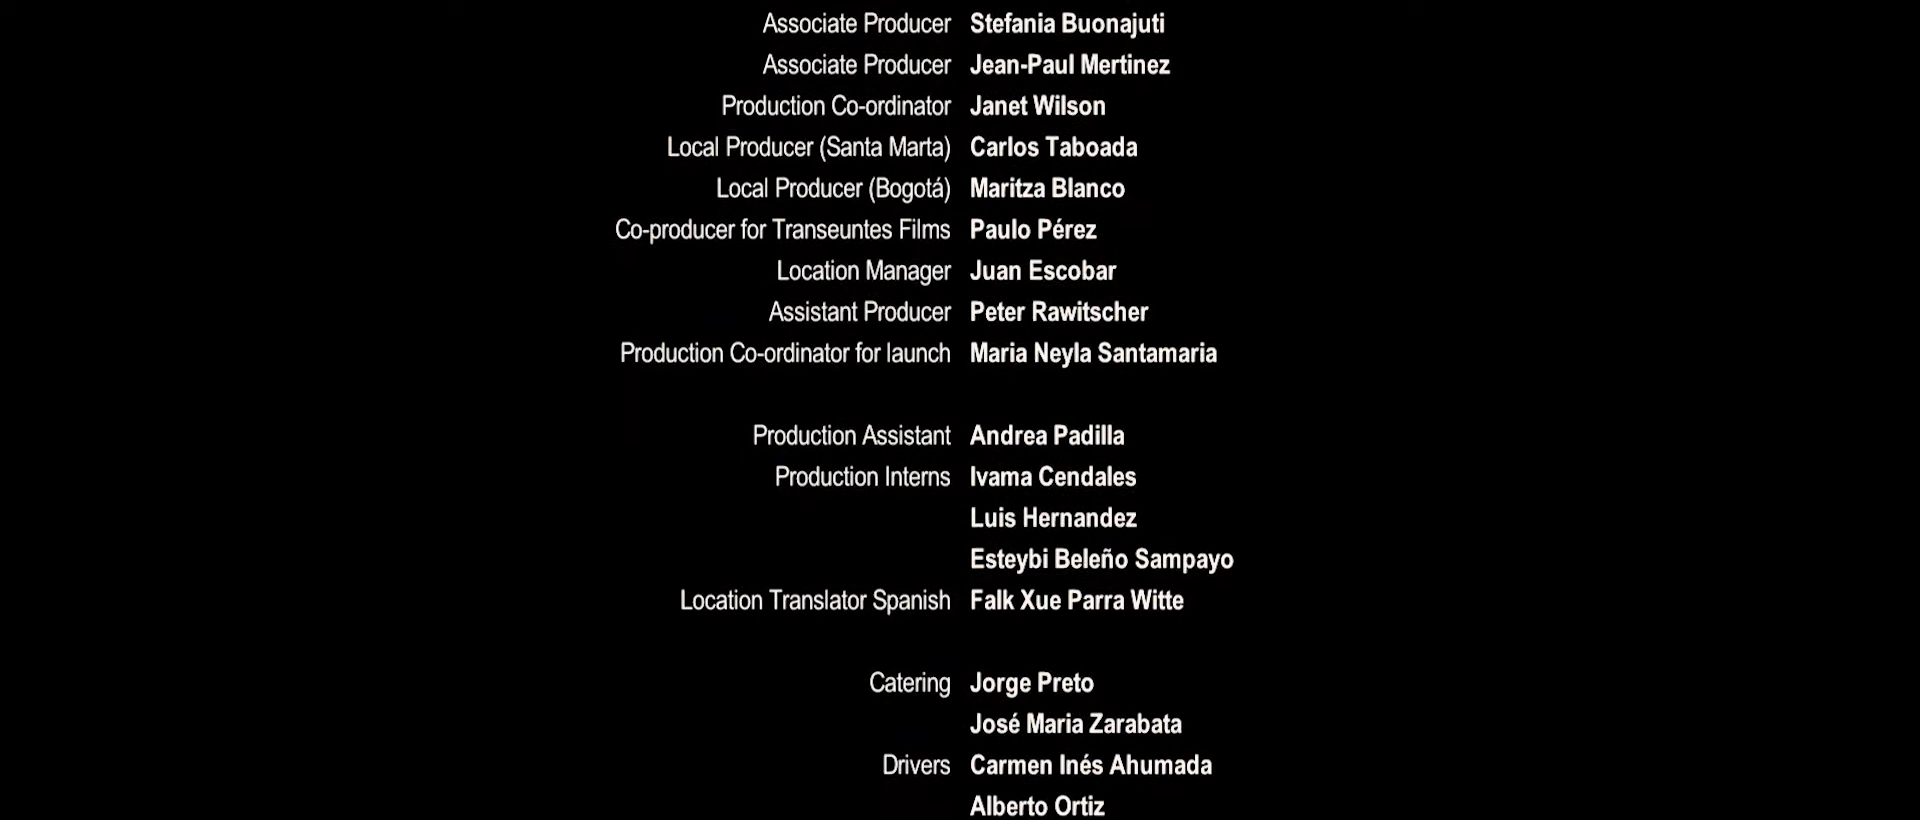 Associate Producer Stefania Buonajuti
Associate Producer Jean-Paul Mertinez
Production Co-ordinator Janet Wilson
Local Producer (Santa Marta) Carlos Taboada
Local Producer (Bogotá) Maritza Blanco
Co-producer for Transeuntes Films Paulo Pérez
Location Manager Juan Escobar
Assistant Producer Peter Rawitscher
Production Co-ordinator for launch Maria Neyla Santamaria
Production Assistant Andrea Padilla
Production Interns Ivama Cendales
Luis Hernandez
Esteybi Beleño Sampayo
Location Translator Spanish Falk Xue Parra Witte
Catering Jorge Preto
José Maria Zarabata
Drivers Carmen Inés Ahumada
Alberto Ortiz